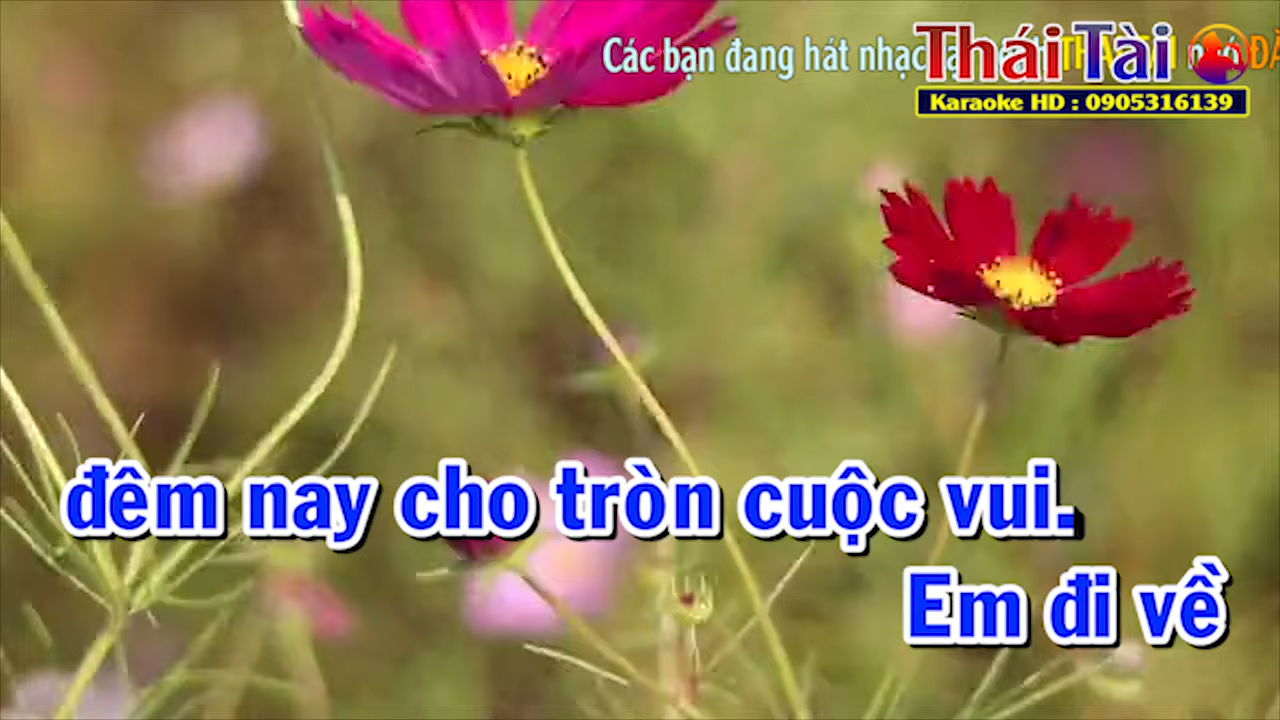 Các bạn đang hát nhạc
Thái Tài
Karaoke HD : 0905316139
đêm nay cho tròn cuộc vui.
Em đi về